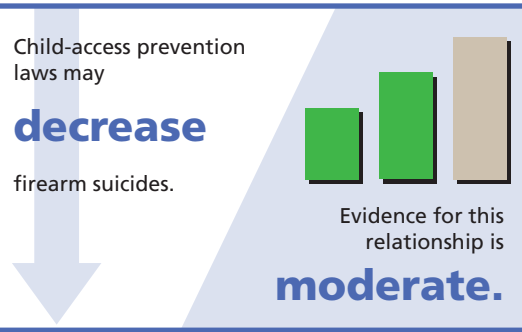 Child-access prevention
laws may
decrease
firearm suicides.
Evidence for this
relationship is
moderate.